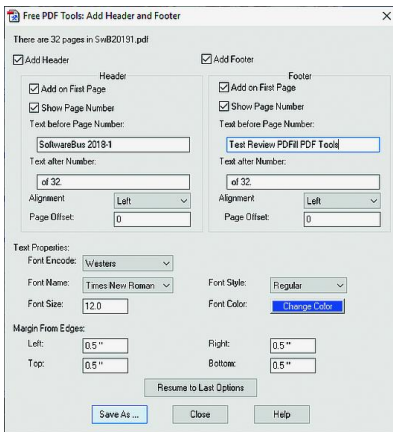 Free PDF Tools: Add Header and Footer
There are 32 pages in SwB20191.pdf
Add Header Add Footer
Header Footer
Add on First Page Add on First Page
Show Page Number Show Page Number
Text before Page Number: Text before Page Number:
SoftwareBus 2018-1 Test Review PDFill PDF Tools
Text after Number: Text after Number:
of 32. of 32.
Alignment Left Alignment Left
Page Offset: 0 Page Offset: 0
Text Properties:
Font Encode: Western
Font Name: Times New Roman Font Style: Regular
Font Size: 12.0 Font Color: Change Color
Margin From Edges:
Left: 0.5 " Right: 0.5 "
Top: 0.5 " Bottom: 0.5 "
Resume to Last Options
Save As ... Close Help